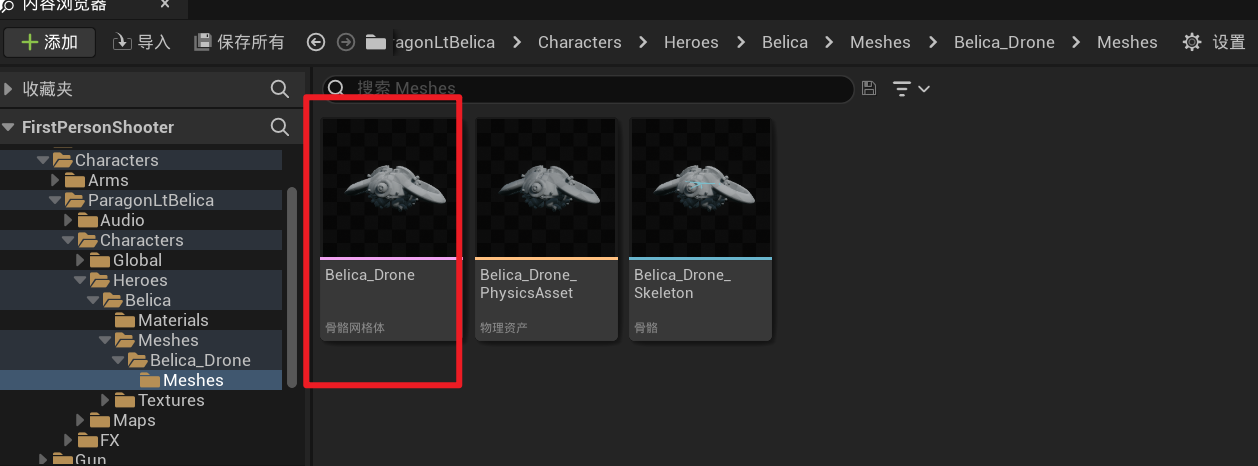 内容浏览器
添加 导入 保存所有 agonLtBelica Characters Heroes Belica Meshes Belica_Drone Meshes 设置
收藏夹
搜索 Meshes
FirstPersonShooter
Characters
Arms
ParagonLtBelica
Audio
Characters
Global
Heroes
Belica
Materials
Meshes
Belica_Drone
Meshes
Textures
Maps
FX
Gun
Belica_Drone
骨骼网格体
Belica_Drone_
PhysicsAsset
物理资产
Belica_Drone_
Skeleton
骨骼